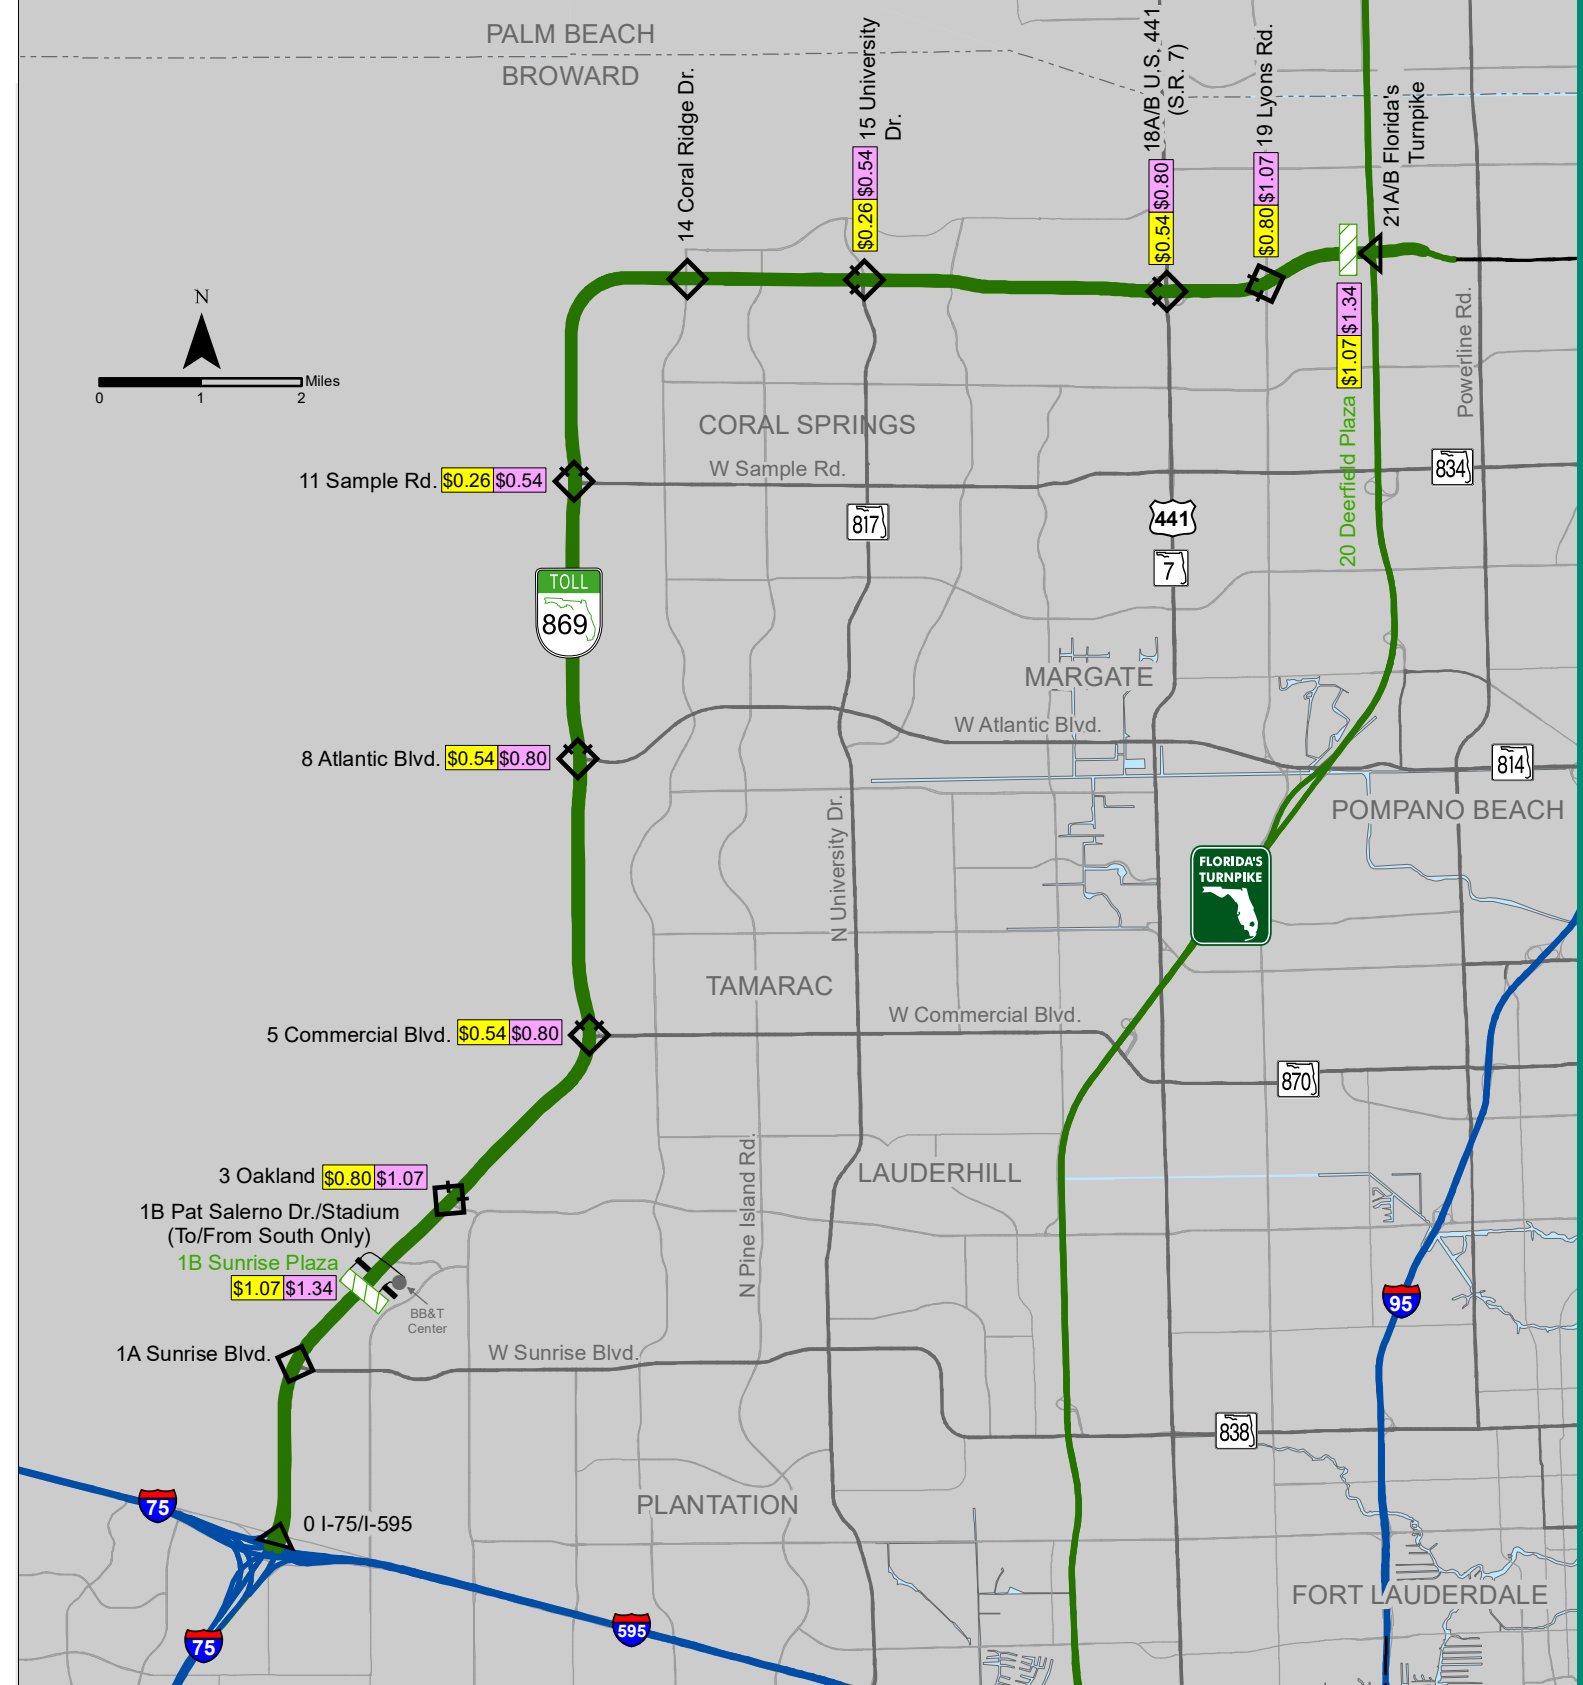 PALM BEACH
BROWARD
14 Coral Ridge Dr.
15 University
Dr.
$0.26 $0.54
18A/B U.S. 441
(S.R. 7)
$0.54 $0.80
19 Lyons Rd.
$0.80 $1.07
21A/B Florida's
Turnpike
$1.07 $1.34
20 Deerfield Plaza
Powerline Rd.
N
Miles
0 1 2
CORAL SPRINGS
11 Sample Rd. $0.26 $0.54
W Sample Rd.
834
817
441
7
TOLL
869
MARGATE
W Atlantic Blvd.
8 Atlantic Blvd. $0.54 $0.80
814
POMPANO BEACH
N University Dr.
FLORIDA'S
TURNPIKE
TAMARAC
W Commercial Blvd.
5 Commercial Blvd. $0.54 $0.80
870
N Pine Island Rd.
LAUDERHILL
3 Oakland $0.80 $1.07
1B Pat Salerno Dr./Stadium
(To/From South Only)
1B Sunrise Plaza
$1.07 $1.34
BB&T
Center
95
1A Sunrise Blvd.
W Sunrise Blvd.
838
75
PLANTATION
0 I-75/I-595
FORT LAUDERDALE
595
75